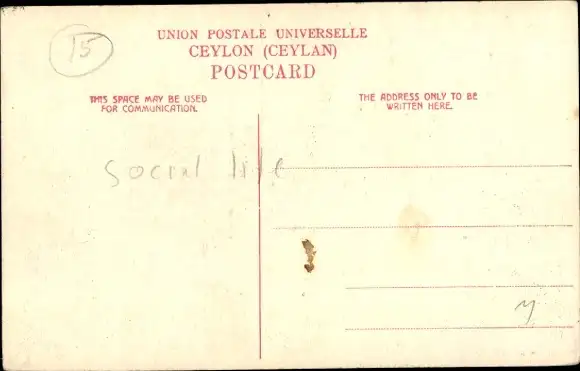 15
UNION POSTALE UNIVERSELLE
CEYLON (CEYLAN)
POSTCARD
THIS SPACE MAY BE USED
FOR COMMUNICATION.
THE ADDRESS ONLY TO BE
WRITTEN HERE.
Social life
y